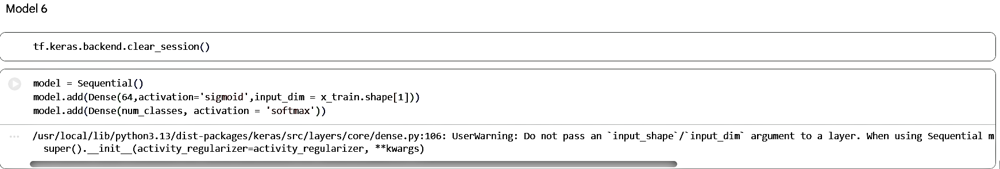 Model 6
tf.keras.backend.clear_session()
model = Sequential()
model.add(Dense(64,activation='sigmoid',input_dim = x_train.shape[1]))
model.add(Dense(num_classes, activation = 'softmax'))
/usr/local/lib/python3.13/dist-packages/keras/src/layers/core/dense.py:106: UserWarning: Do not pass an `input_shape`/`input_dim` argument to a layer. When using Sequential m
super().__init__(activity_regularizer=activity_regularizer, **kwargs)